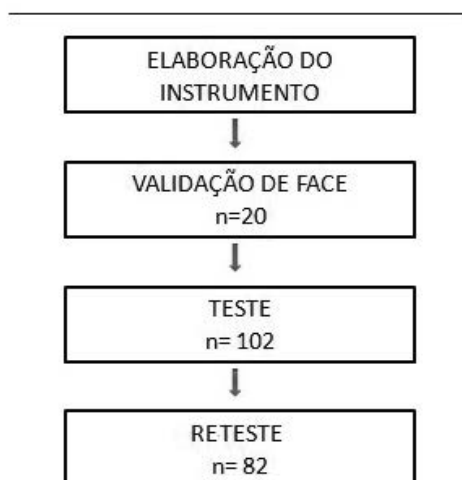 ELABORAÇÃO DO
INSTRUMENTO
VALIDAÇÃO DE FACE
n=20
TESTE
n= 102
RETESTE
n= 82